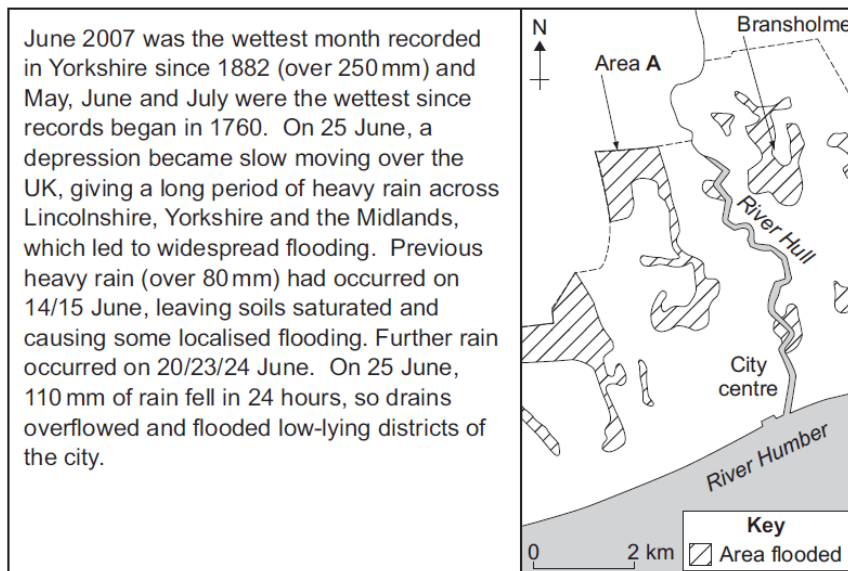 June 2007 was the wettest month recorded
in Yorkshire since 1882 (over 250 mm) and
May, June and July were the wettest since
records began in 1760.  On 25 June, a
depression became slow moving over the
UK, giving a long period of heavy rain across
Lincolnshire, Yorkshire and the Midlands,
which led to widespread flooding.  Previous
heavy rain (over 80 mm) had occurred on
14/15 June, leaving soils saturated and
causing some localised flooding. Further rain
occurred on 20/23/24 June.  On 25 June,
110 mm of rain fell in 24 hours, so drains
overflowed and flooded low-lying districts of
the city.
N
Bransholme
Area A
River Hull
City
centre
River Humber
Key
Area flooded
0 2 km